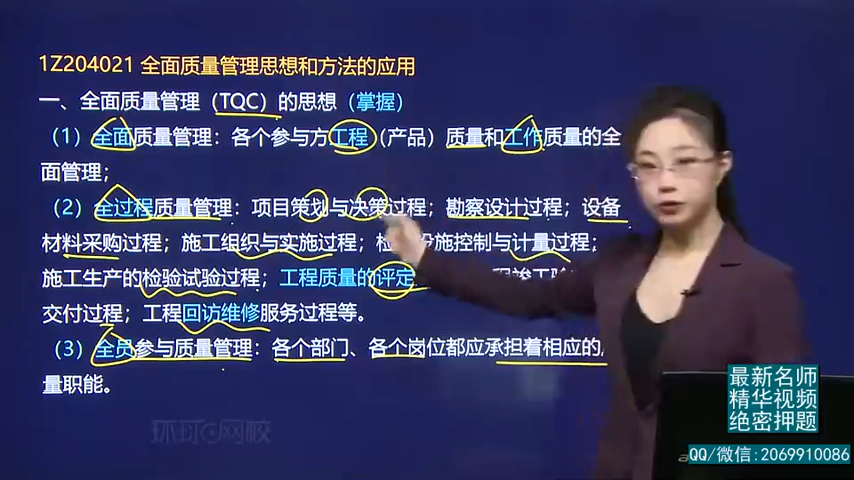 1Z204021 全面质量管理思想和方法的应用
一、全面质量管理（TQC）的思想（掌握）
（1）全面质量管理：各个参与方工程（产品）质量和工作质量的全
面管理；
（2）全过程质量管理：项目策划与决策过程；勘察设计过程；设备
材料采购过程；施工组织与实施过程；检 设施控制与计量过程；
施工生产的检验试验过程；工程质量的评定 程竣工验
交付过程；工程回访维修服务过程等。
（3）全员参与质量管理：各个部门、各个岗位都应承担着相应的
量职能。
环球网校
最新名师
精华视频
绝密押题
QQ/微信:2069910086